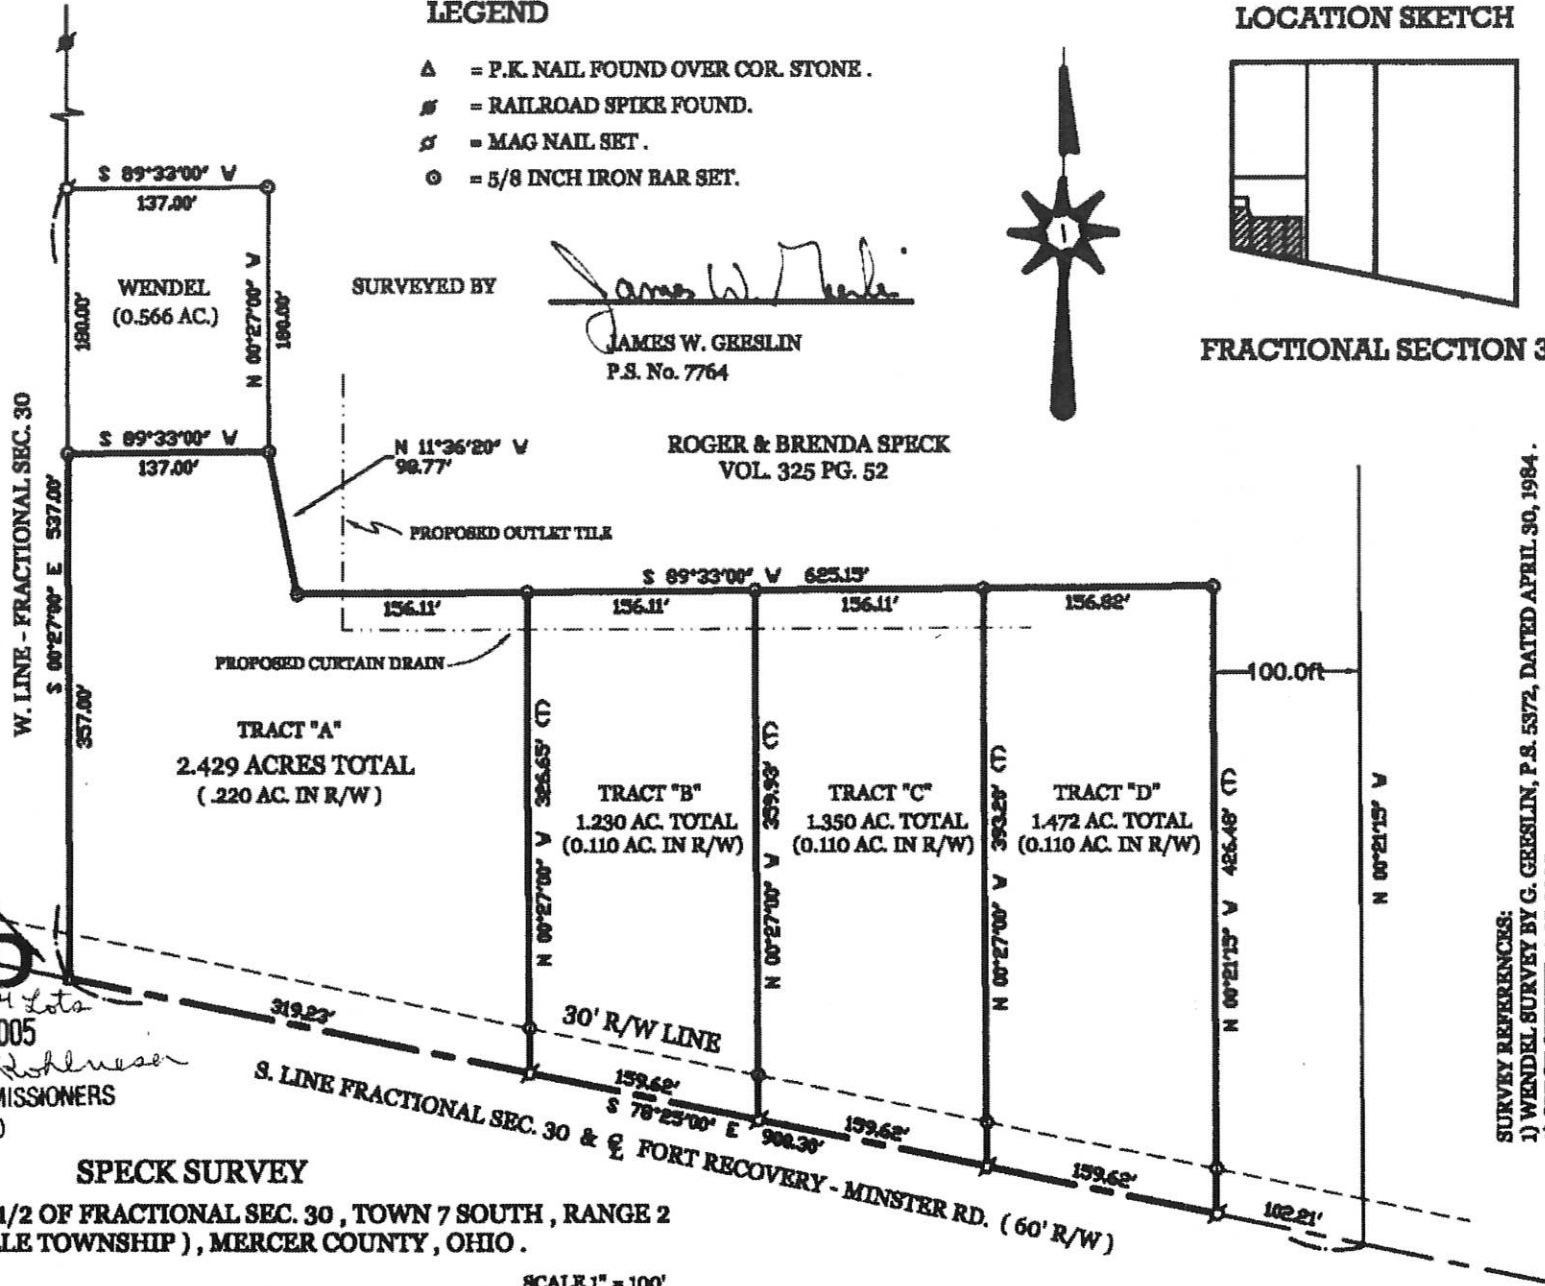 LEGEND
= P.K. NAIL FOUND OVER COR. STONE .
= RAILROAD SPIKE FOUND.
= MAG NAIL SET .
= 5/8 INCH IRON BAR SET.
LOCATION SKETCH
FRACTIONAL SECTION 3
SURVEYED BY
James W. Geeslin
JAMES W. GEESLIN
P.S. No. 7764
ROGER & BRENDA SPECK
VOL. 325 PG. 52
S 89°33'00" W
137.00'
WENDEL
(0.566 AC.)
180.00'
N 00°27'00" W
180.00'
S 89°33'00" W
137.00'
N 11°36'20" W
98.77'
PROPOSED OUTLET TILE
W. LINE - FRACTIONAL SEC. 30
S 00°27'00" E 537.00'
357.00'
S 89°33'00" W 625.15'
156.11'
156.11'
156.11'
156.82'
PROPOSED CURTAIN DRAIN
100.0ft
TRACT "A"
2.429 ACRES TOTAL
( .220 AC. IN R/W )
N 00°27'00" W 326.65' (T)
TRACT "B"
1.230 AC. TOTAL
(0.110 AC. IN R/W)
N 00°27'00" W 359.93' (T)
TRACT "C"
1.350 AC. TOTAL
(0.110 AC. IN R/W)
N 00°27'00" W 393.20' (T)
TRACT "D"
1.472 AC. TOTAL
(0.110 AC. IN R/W)
N 00°21'15" W 426.48' (T)
N 00°21'15" W
SURVEY REFERENCES:
1) WENDEL SURVEY BY G. GEESLIN, P.S. 5372, DATED APRIL 30, 1984 .
319.23'
30' R/W LINE
159.62'
S 78°25'00" E 900.30'
159.62'
159.62'
102.21'
S. LINE FRACTIONAL SEC. 30 & ℄ FORT RECOVERY - MINSTER RD. ( 60' R/W )
4 Lots
005
MISSIONERS
)
SPECK SURVEY
1/2 OF FRACTIONAL SEC. 30 , TOWN 7 SOUTH , RANGE 2
LE TOWNSHIP ) , MERCER COUNTY , OHIO .
SCALE 1" = 100'